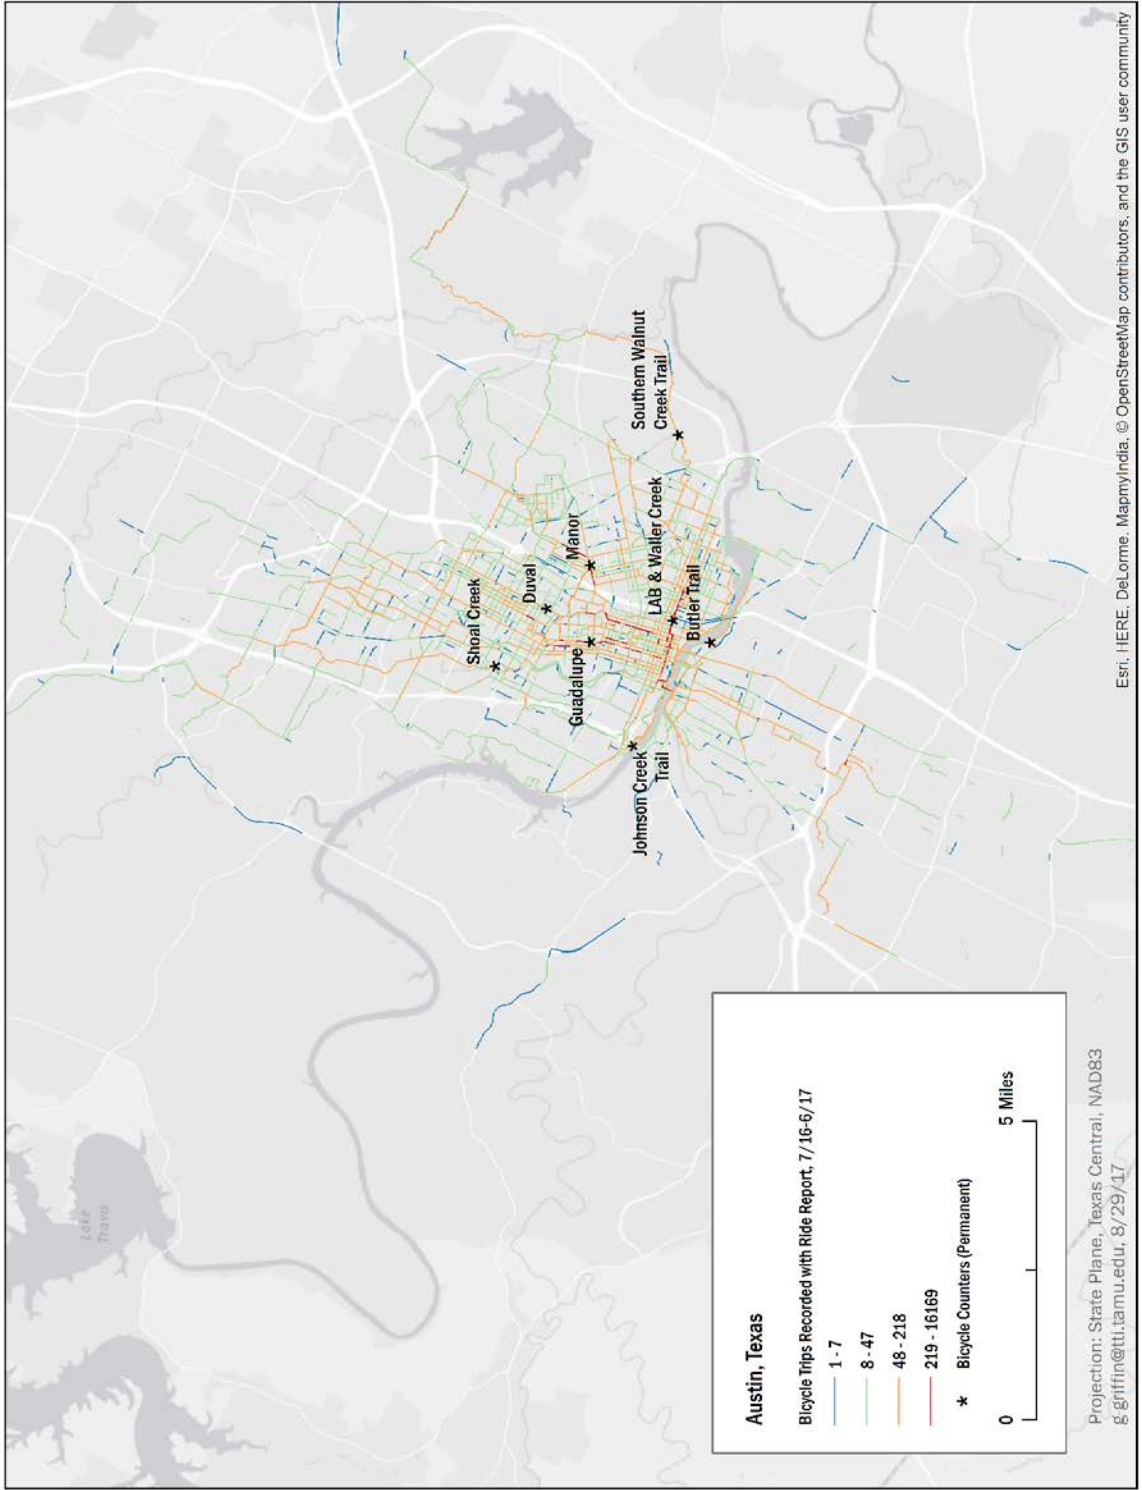 Lake
Travis
Shoal Creek
Duval
Manor
Guadalupe
Southern Walnut
Creek Trail
LAB & Waller Creek
Butler Trail
Johnson Creek
Trail
Austin, Texas
Bicycle Trips Recorded with Ride Report, 7/16-6/17
1 - 7
8 - 47
48 - 218
219 - 16169
Bicycle Counters (Permanent)
0
5 Miles
Projection: State Plane, Texas Central, NAD83
g-griffin@tti.tamu.edu, 8/29/17
Esri, HERE, DeLorme, MapmyIndia, © OpenStreetMap contributors, and the GIS user community